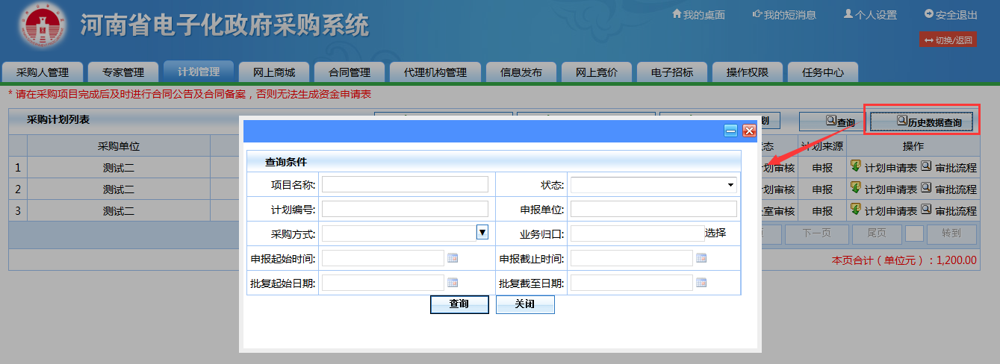 河南省电子化政府采购系统
我的桌面 我的短消息 个人设置 安全退出
切换/返回
采购人管理 专家管理 计划管理 网上商城 合同管理 代理机构管理 信息发布 网上竞价 电子招标 操作权限 任务中心
* 请在采购项目完成后及时进行合同公告及合同备案，否则无法生成资金申请表
采购计划列表 划 查询 历史数据查询
采购单位 态 计划来源 操作
1 测试二 划审核 申报 计划申请表 审批流程
2 测试二 划审核 申报 计划申请表 审批流程
3 测试二 室审核 申报 计划申请表 审批流程
下一页 尾页 转到
本页合计（单位元）：1,200.00
查询条件
项目名称: 状态:
计划编号: 申报单位:
采购方式: 业务归口: 选择
申报起始时间: 申报截止时间:
批复起始日期: 批复截至日期:
查询 关闭